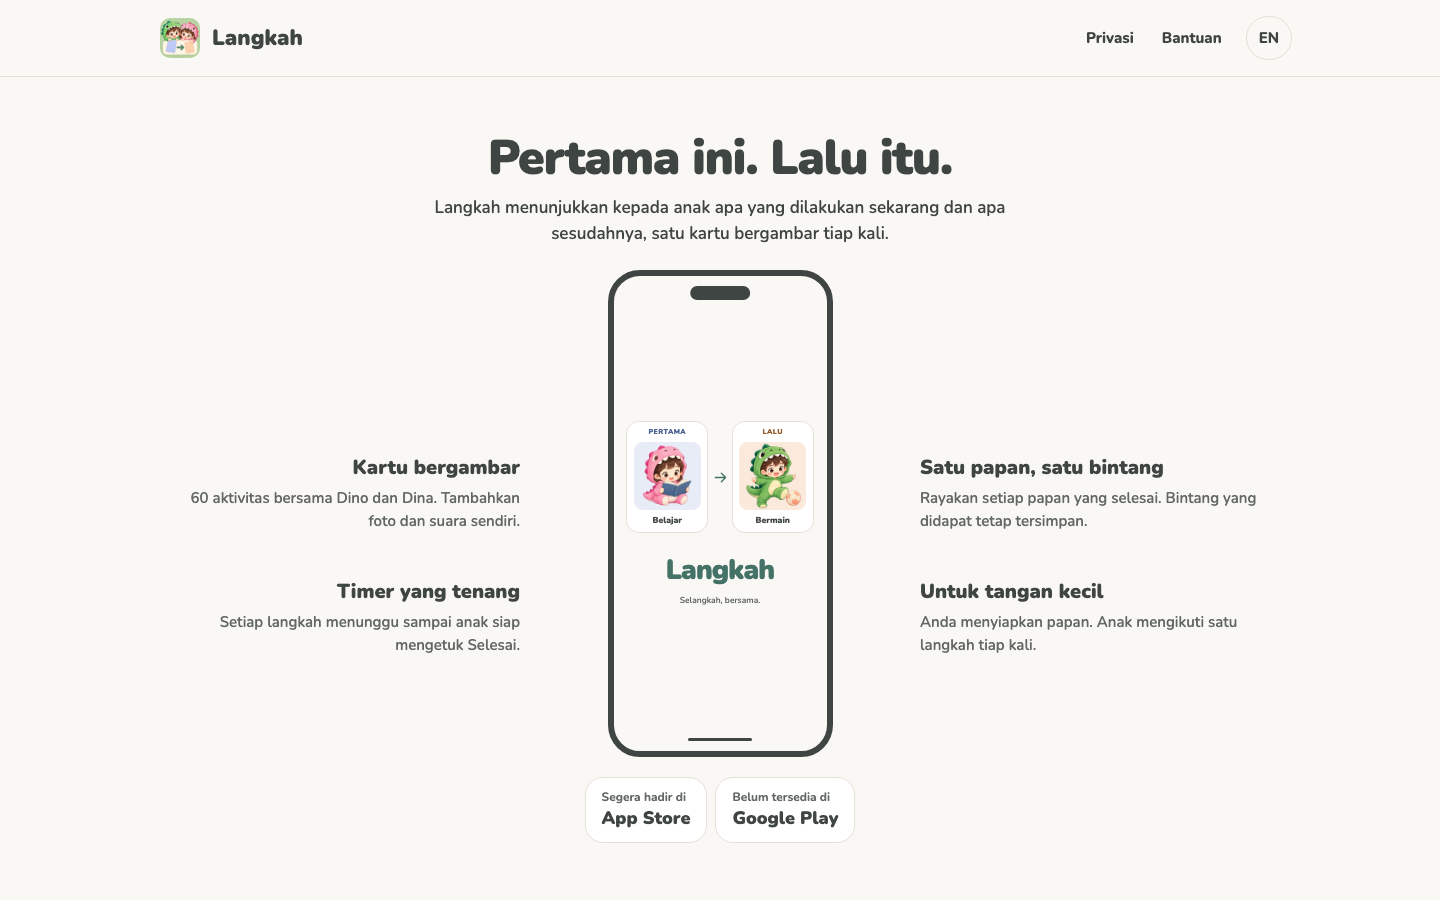 Langkah
Privasi
Bantuan
EN
Pertama ini. Lalu itu.
Langkah menunjukkan kepada anak apa yang dilakukan sekarang dan apa
sesudahnya, satu kartu bergambar tiap kali.
Kartu bergambar
60 aktivitas bersama Dino dan Dina. Tambahkan
foto dan suara sendiri.
Timer yang tenang
Setiap langkah menunggu sampai anak siap
mengetuk Selesai.
PERTAMA
Belajar
LALU
Bermain
Langkah
Selangkah, bersama.
Satu papan, satu bintang
Rayakan setiap papan yang selesai. Bintang yang
didapat tetap tersimpan.
Untuk tangan kecil
Anda menyiapkan papan. Anak mengikuti satu
langkah tiap kali.
Segera hadir di
App Store
Belum tersedia di
Google Play